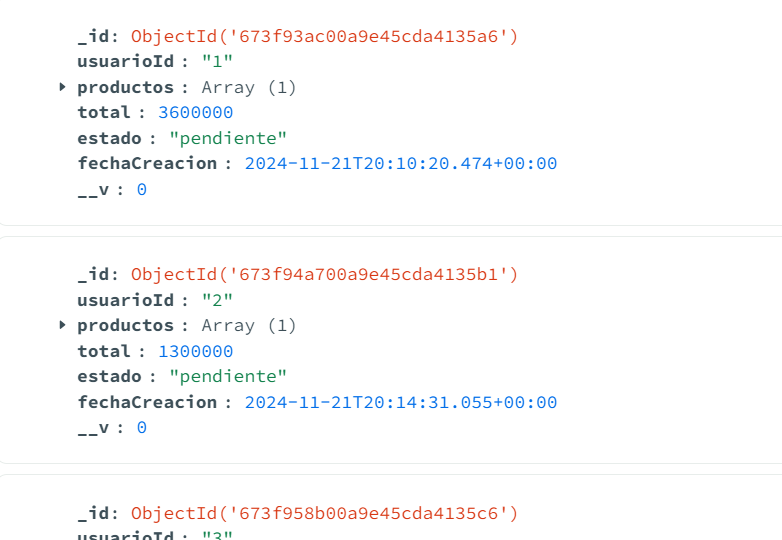 _id: ObjectId('673f93ac00a9e45cda4135a6')
usuarioId : "1"
productos : Array (1)
total : 3600000
estado : "pendiente"
fechaCreacion : 2024-11-21T20:10:20.474+00:00
__v : 0
_id: ObjectId('673f94a700a9e45cda4135b1')
usuarioId : "2"
productos : Array (1)
total : 1300000
estado : "pendiente"
fechaCreacion : 2024-11-21T20:14:31.055+00:00
__v : 0
_id: ObjectId('673f958b00a9e45cda4135c6')
usuarioId : "3"